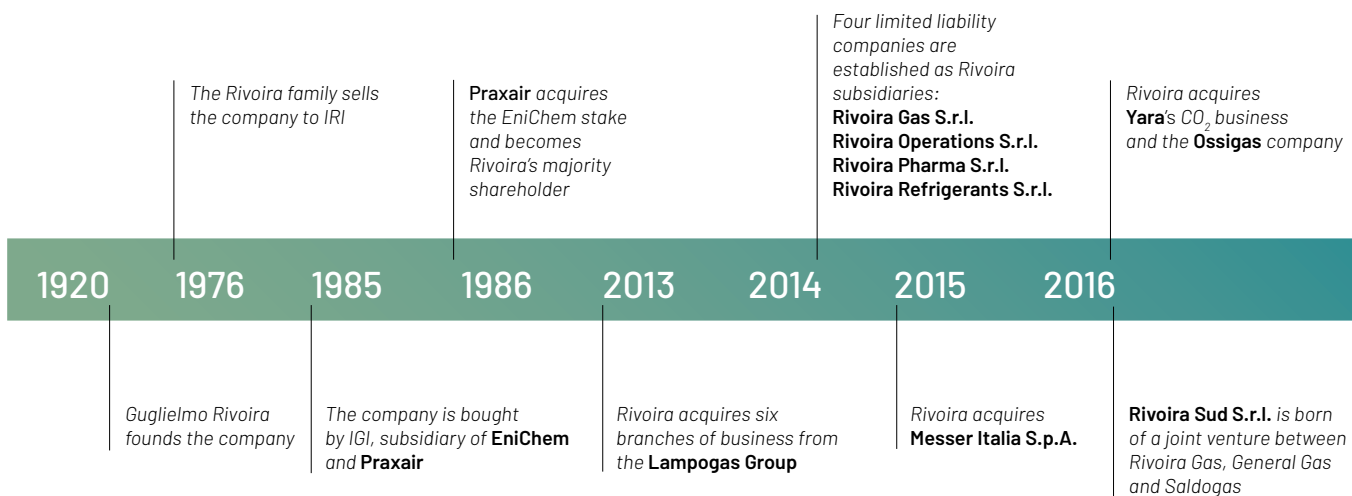 Four limited liability
companies are
established as Rivoira
subsidiaries:
Rivoira Gas S.r.l.
Rivoira Operations S.r.l.
Rivoira Pharma S.r.l.
Rivoira Refrigerants S.r.l.
The Rivoira family sells
the company to IRI
Praxair acquires
the EniChem stake
and becomes
Rivoira's majority
shareholder
Rivoira acquires
Yara's CO₂ business
and the Ossigas company
1920 1976 1985 1986 2013 2014 2015 2016
Guglielmo Rivoira
founds the company
The company is bought
by IGI, subsidiary of EniChem
and Praxair
Rivoira acquires six
branches of business from
the Lampogas Group
Rivoira acquires
Messer Italia S.p.A.
Rivoira Sud S.r.l. is born
of a joint venture between
Rivoira Gas, General Gas
and Saldogas